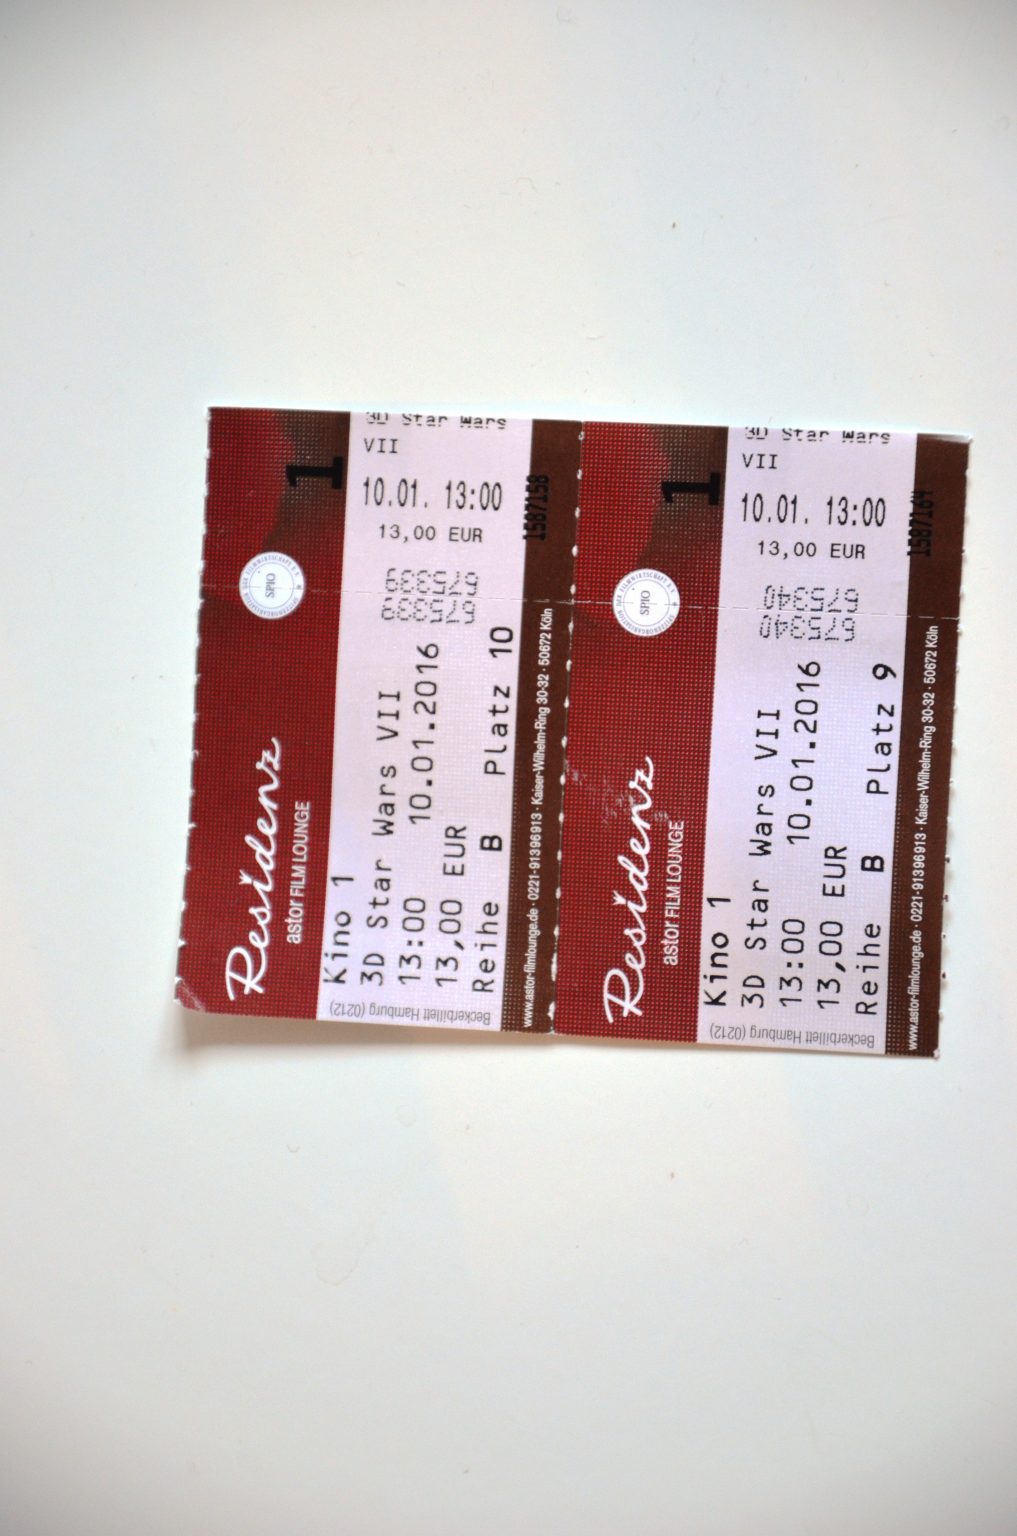 Residenz
astor FILM LOUNGE
SPIO
1
Kino 1
3D Star Wars VII
13:00 10.01.2016
13,00 EUR
Reihe B Platz 10
Beckerbillett Hamburg (0212)
675339
675339
3D Star Wars
VII
10.01. 13:00
13,00 EUR
1587158
www.astor-filmlounge.de · 0221-91396913 · Kaiser-Wilhelm-Ring 30-32 · 50672 Köln
Residenz
astor FILM LOUNGE
SPIO
1
Kino 1
3D Star Wars VII
13:00 10.01.2016
13,00 EUR
Reihe B Platz 9
Beckerbillett Hamburg (0212)
675340
675340
3D Star Wars
VII
10.01. 13:00
13,00 EUR
1587164
www.astor-filmlounge.de · 0221-91396913 · Kaiser-Wilhelm-Ring 30-32 · 50672 Köln